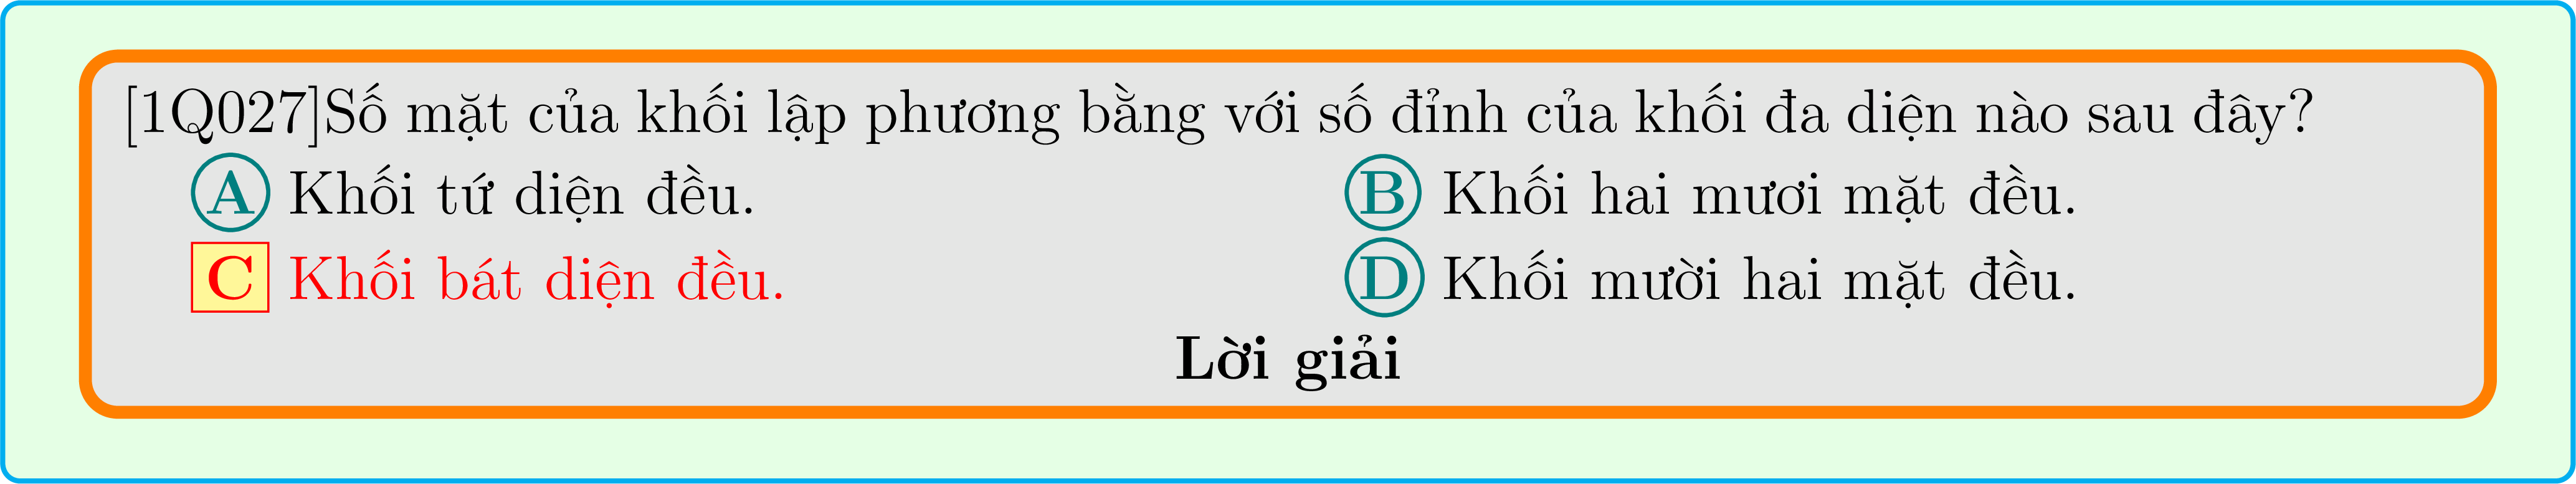 [1Q027]Số mặt của khối lập phương bằng với số đỉnh của khối đa diện nào sau đây?
A Khối tứ diện đều. B Khối hai mươi mặt đều.
C Khối bát diện đều. D Khối mười hai mặt đều.
Lời giải